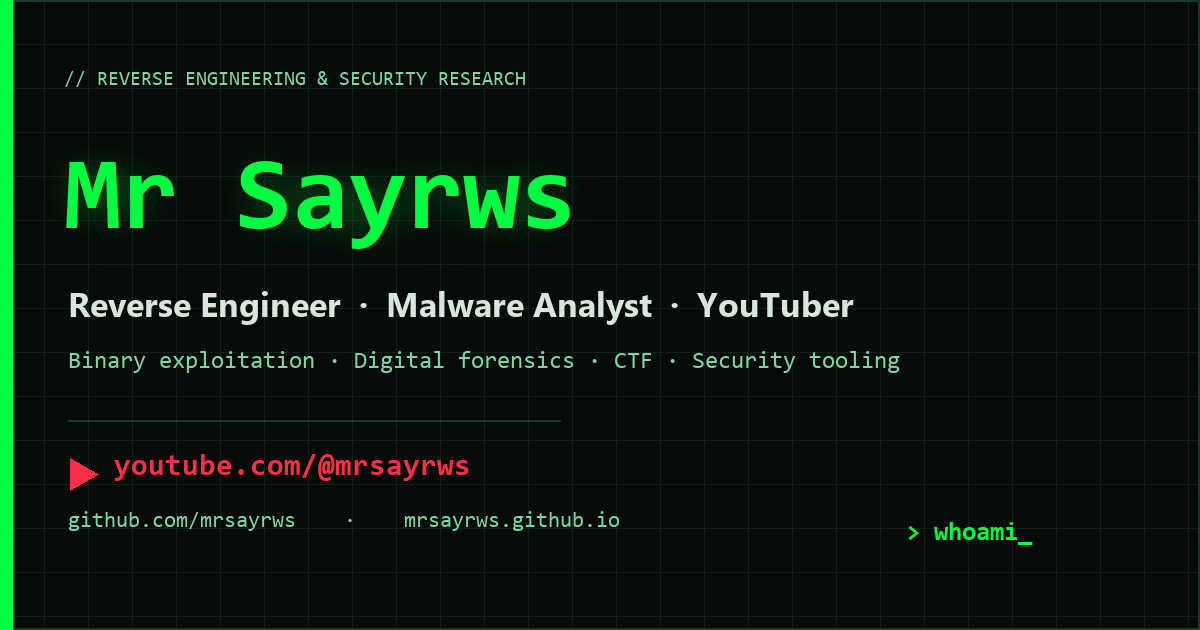 // REVERSE ENGINEERING & SECURITY RESEARCH
Mr Sayrws
Reverse Engineer · Malware Analyst · YouTuber
Binary exploitation · Digital forensics · CTF · Security tooling
youtube.com/@mrsayrws
github.com/mrsayrws · mrsayrws.github.io
> whoami_